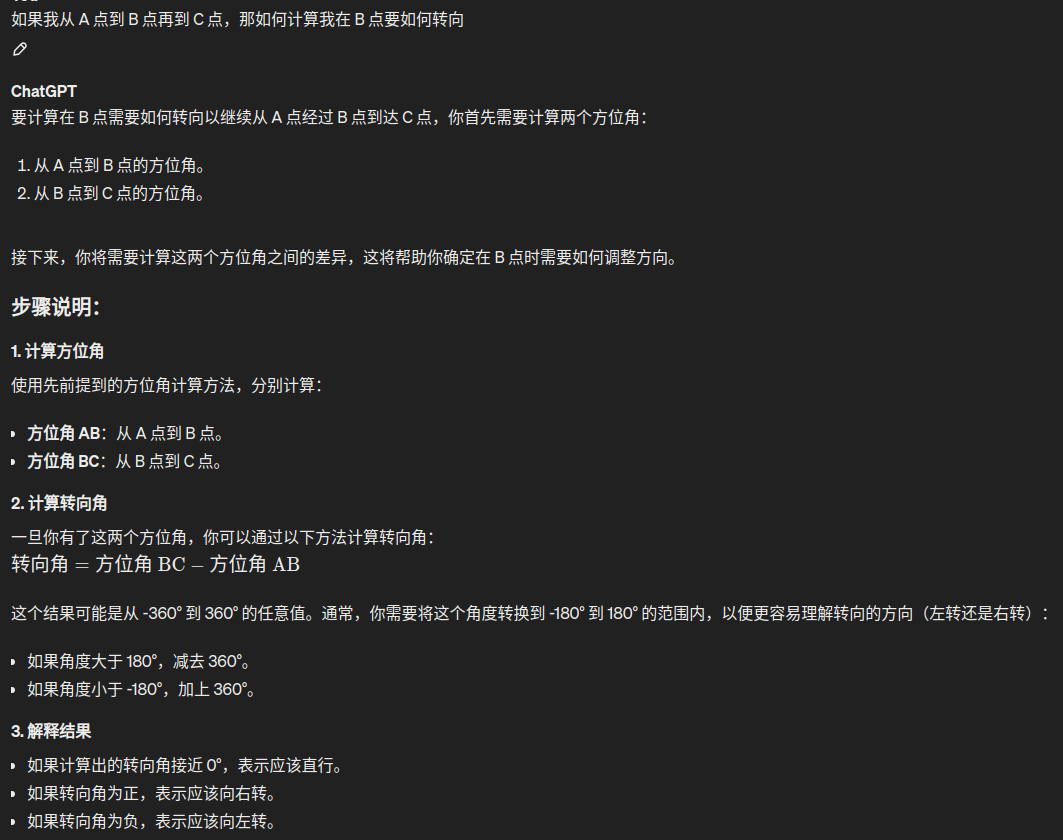 如果我从 A 点到 B 点再到 C 点，那如何计算我在 B 点要如何转向
ChatGPT
要计算在 B 点需要如何转向以继续从 A 点经过 B 点到达 C 点，你首先需要计算两个方位角：
1. 从 A 点到 B 点的方位角。
2. 从 B 点到 C 点的方位角。
接下来，你将需要计算这两个方位角之间的差异，这将帮助你确定在 B 点时需要如何调整方向。
步骤说明：
1. 计算方位角
使用先前提到的方位角计算方法，分别计算：
• 方位角 AB：从 A 点到 B 点。
• 方位角 BC：从 B 点到 C 点。
2. 计算转向角
一旦你有了这两个方位角，你可以通过以下方法计算转向角：
转向角 = 方位角 BC − 方位角 AB
这个结果可能是从 -360° 到 360° 的任意值。通常，你需要将这个角度转换到 -180° 到 180° 的范围内，以便更容易理解转向的方向（左转还是右转）：
• 如果角度大于 180°，减去 360°。
• 如果角度小于 -180°，加上 360°。
3. 解释结果
• 如果计算出的转向角接近 0°，表示应该直行。
• 如果转向角为正，表示应该向右转。
• 如果转向角为负，表示应该向左转。